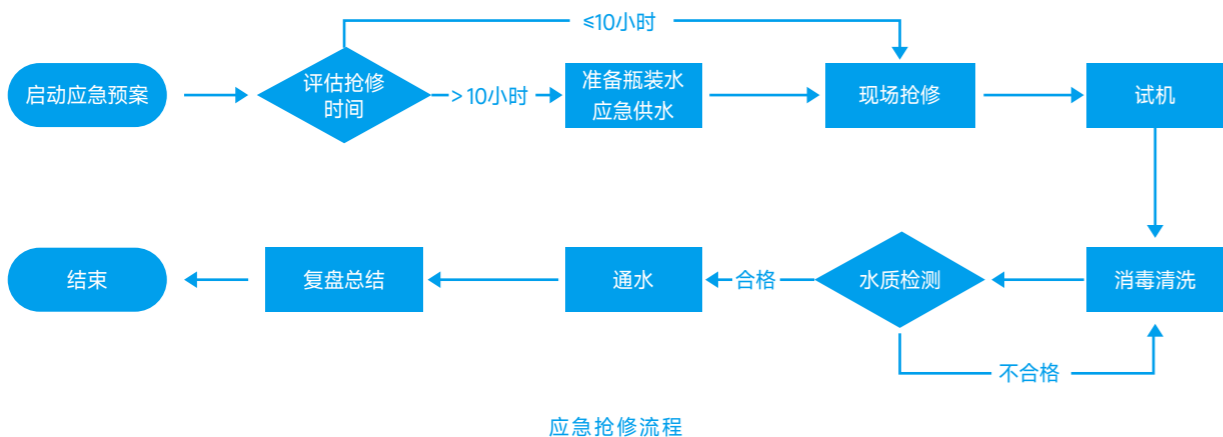 ≤10小时
启动应急预案
评估抢修
时间
>10小时
准备瓶装水
应急供水
现场抢修
试机
结束
复盘总结
通水
合格
水质检测
消毒清洗
不合格
应急抢修流程